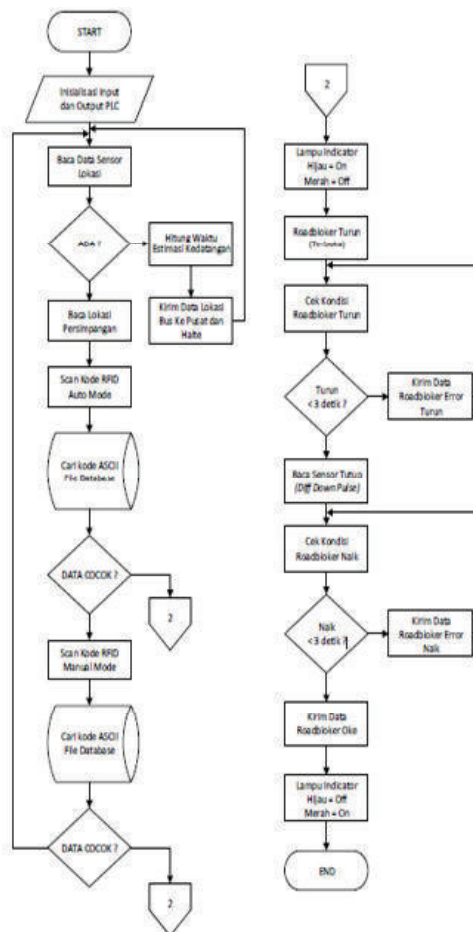 START
Inisialisasi Input
dan Output PLC
Baca Data Sensor
Lokasi
ADA ?
Hitung Waktu
Estimasi Kedatangan
Kirim Data Lokasi
Bus Ke Pusat dan
Halte
Baca Lokasi
Persimpangan
Scan Kode RFID
Auto Mode
Cari kode ASCII
File Database
DATA COCOK ?
2
Scan Kode RFID
Manual Mode
Cari kode ASCII
File Database
DATA COCOK ?
2
2
Lampu Indicator
Hijau = On
Merah = Off
Roadbloker Turun
Cek Kondisi
Roadbloker Turun
Turun
< 3 detik ?
Kirim Data
Roadbloker Error
Turun
Baca Sensor Tutup
(Diff Down Pulse)
Cek Kondisi
Roadbloker Naik
Naik
< 3 detik ?
Kirim Data
Roadbloker Error
Naik
Kirim Data
Roadbloker Oke
Lampu Indicator
Hijau = Off
Merah = On
END